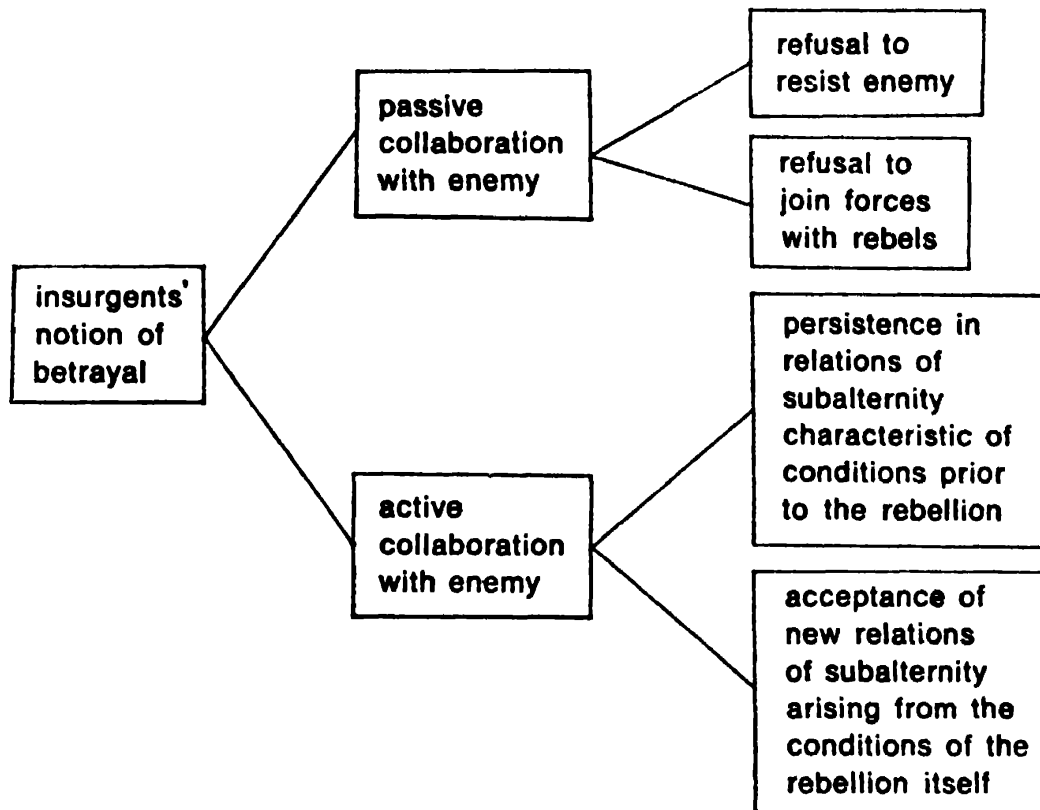 insurgents'
notion of
betrayal
passive
collaboration
with enemy
refusal to
resist enemy
refusal to
join forces
with rebels
active
collaboration
with enemy
persistence in
relations of
subalternity
characteristic of
conditions prior
to the rebellion
acceptance of
new relations
of subalternity
arising from the
conditions of the
rebellion itself